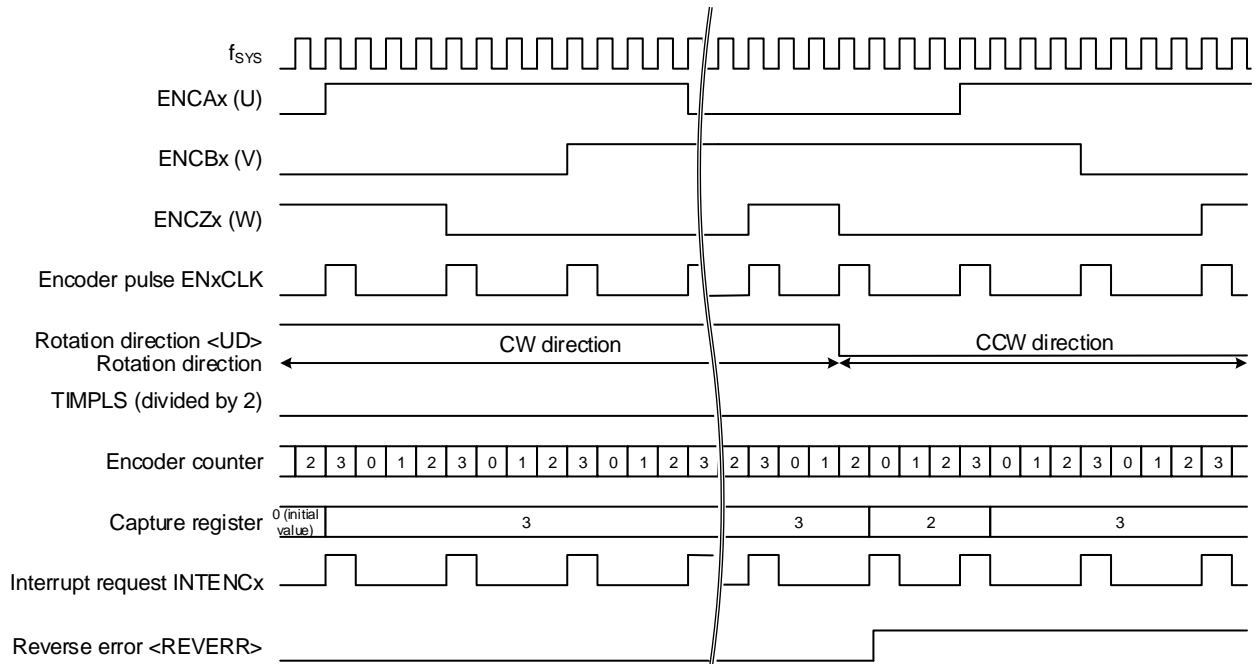 fSYS
ENCAx (U)
ENCBx (V)
ENCZx (W)
Encoder pulse ENxCLK
Rotation direction <UD>
Rotation direction
CW direction
CCW direction
TIMPLS (divided by 2)
Encoder counter
2 3 0 1 2 3 0 1 2 3 0 1 2 3 2 3 0 1 2 0 1 2 3 0 1 2 3 0 1 2 3
Capture register
0 (initial
value)
3 3 2 3
Interrupt request INTENCx
Reverse error <REVERR>